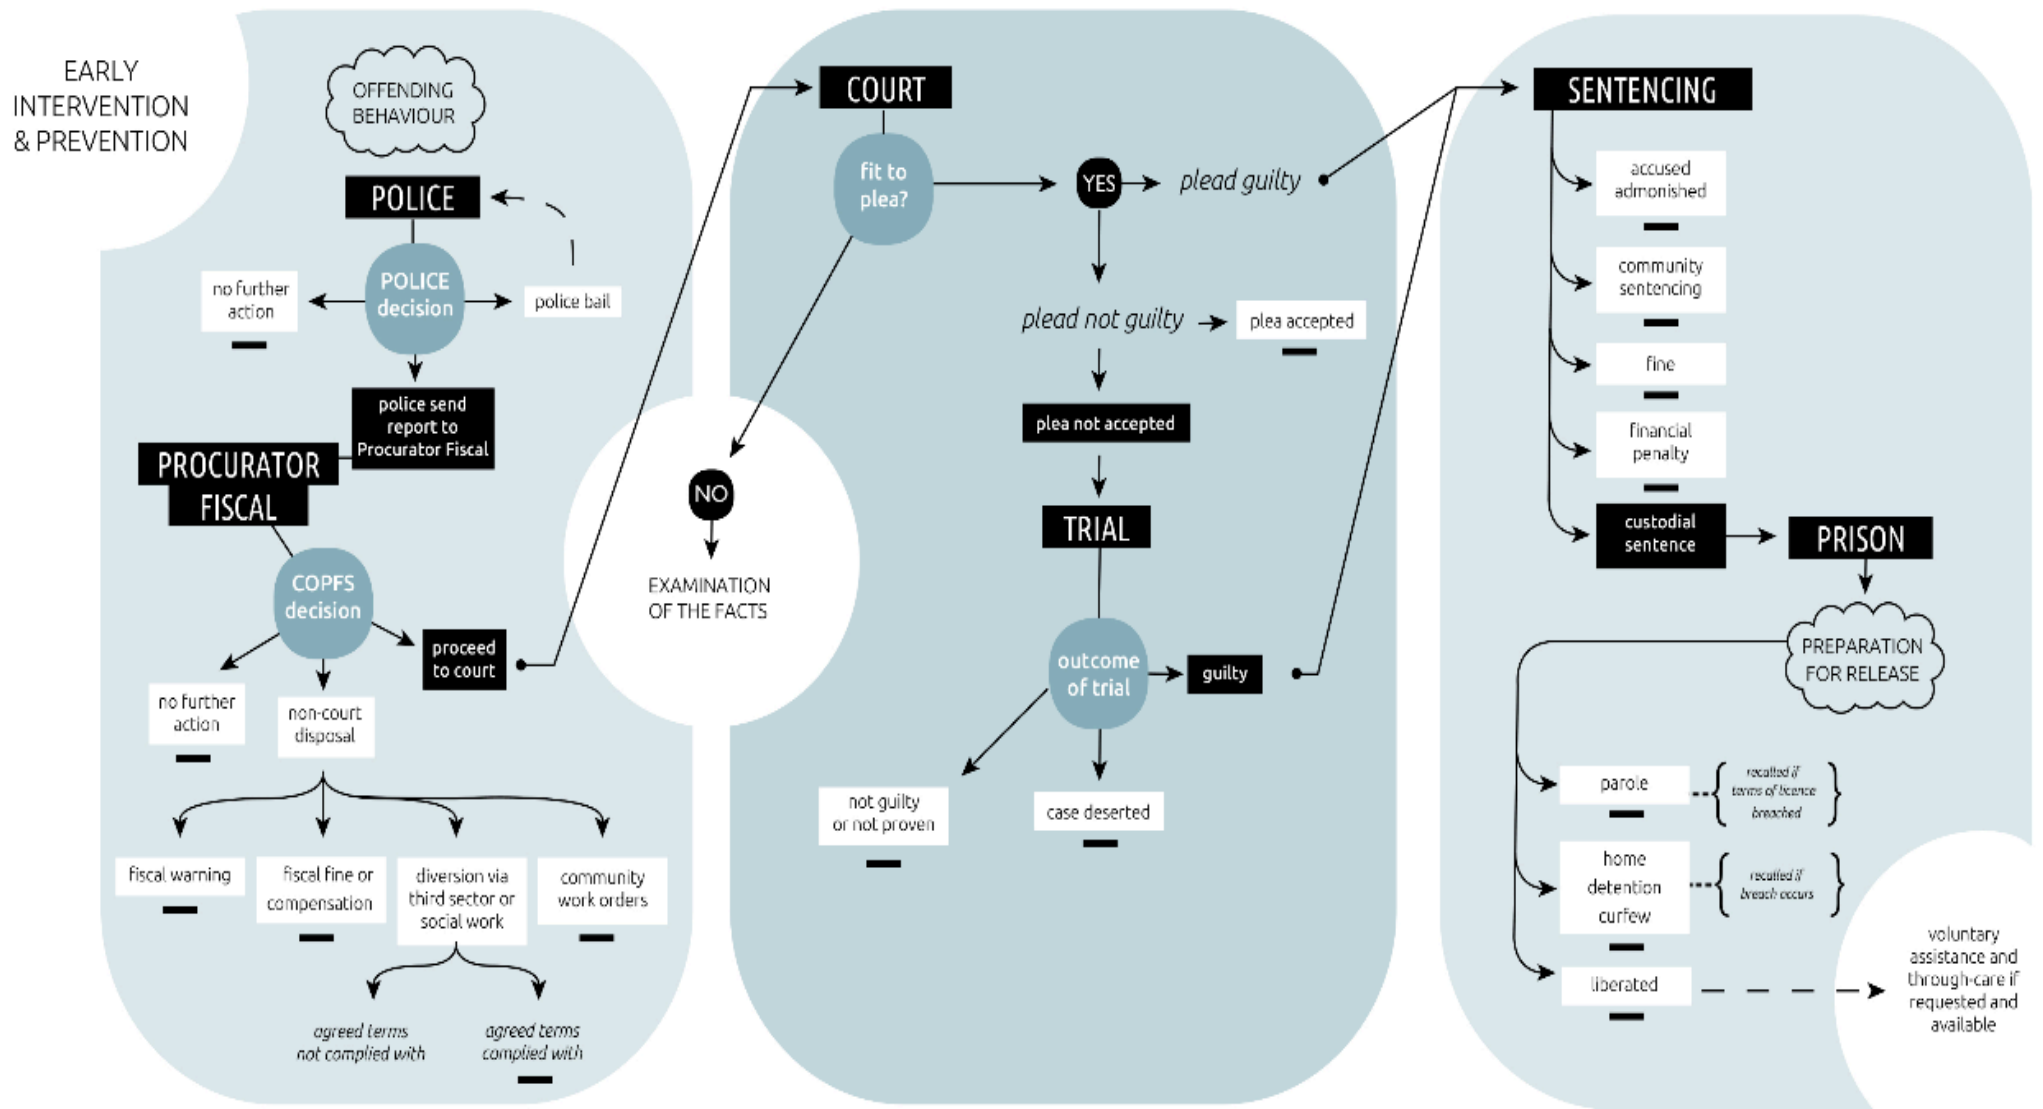 EARLY
INTERVENTION
& PREVENTION
OFFENDING
BEHAVIOUR
POLICE
POLICE
decision
no further
action
police bail
police send
report to
Procurator Fiscal
PROCURATOR
FISCAL
COPFS
decision
proceed
to court
no further
action
non-court
disposal
fiscal warning
fiscal fine or
compensation
diversion via
third sector or
social work
community
work orders
agreed terms
not complied with
agreed terms
complied with
COURT
fit to
plea?
YES
plead guilty
plead not guilty
plea accepted
plea not accepted
NO
EXAMINATION
OF THE FACTS
TRIAL
outcome
of trial
guilty
not guilty
or not proven
case deserted
SENTENCING
accused
admonished
community
sentencing
fine
financial
penalty
custodial
sentence
PRISON
PREPARATION
FOR RELEASE
parole
recalled if
terms of licence
breached
home
detention
curfew
recalled if
breach occurs
liberated
voluntary
assistance and
through-care if
requested and
available